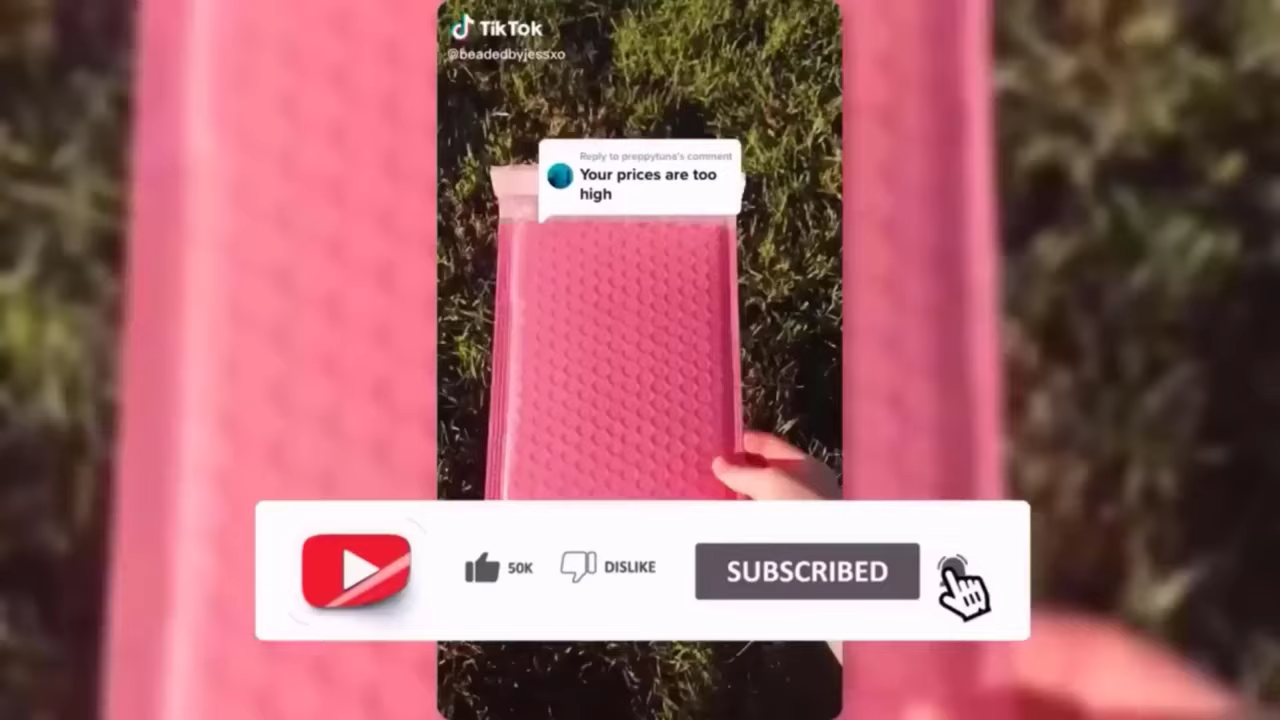 TikTok
@beadedbyjessxo
Reply to preppytuna's comment
Your prices are too
high
50K
DISLIKE
SUBSCRIBED